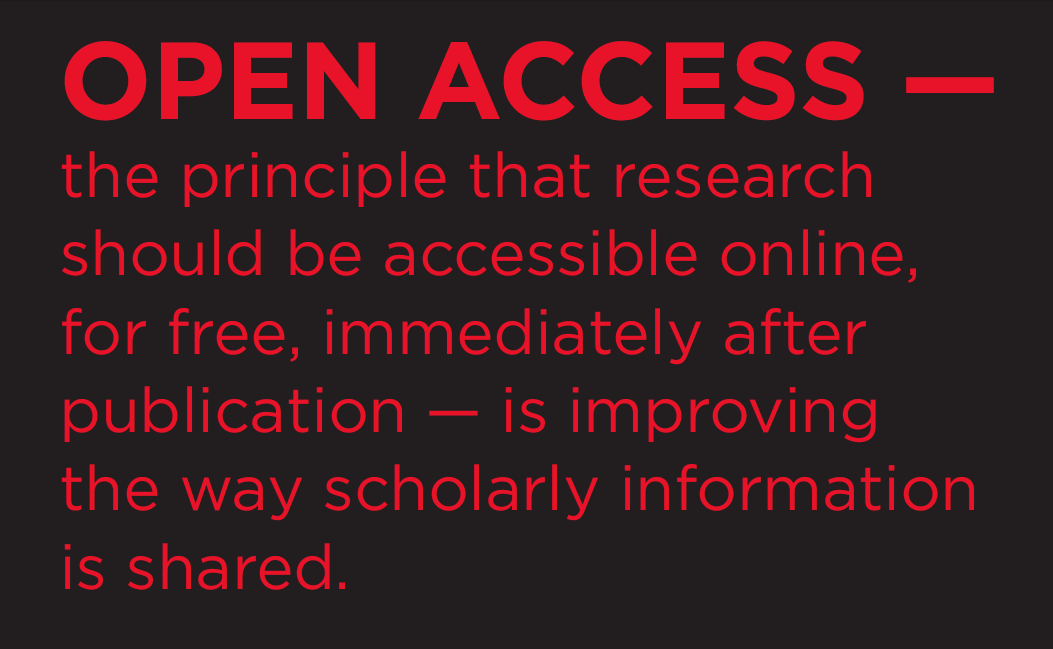 OPEN ACCESS —
the principle that research
should be accessible online,
for free, immediately after
publication — is improving
the way scholarly information
is shared.